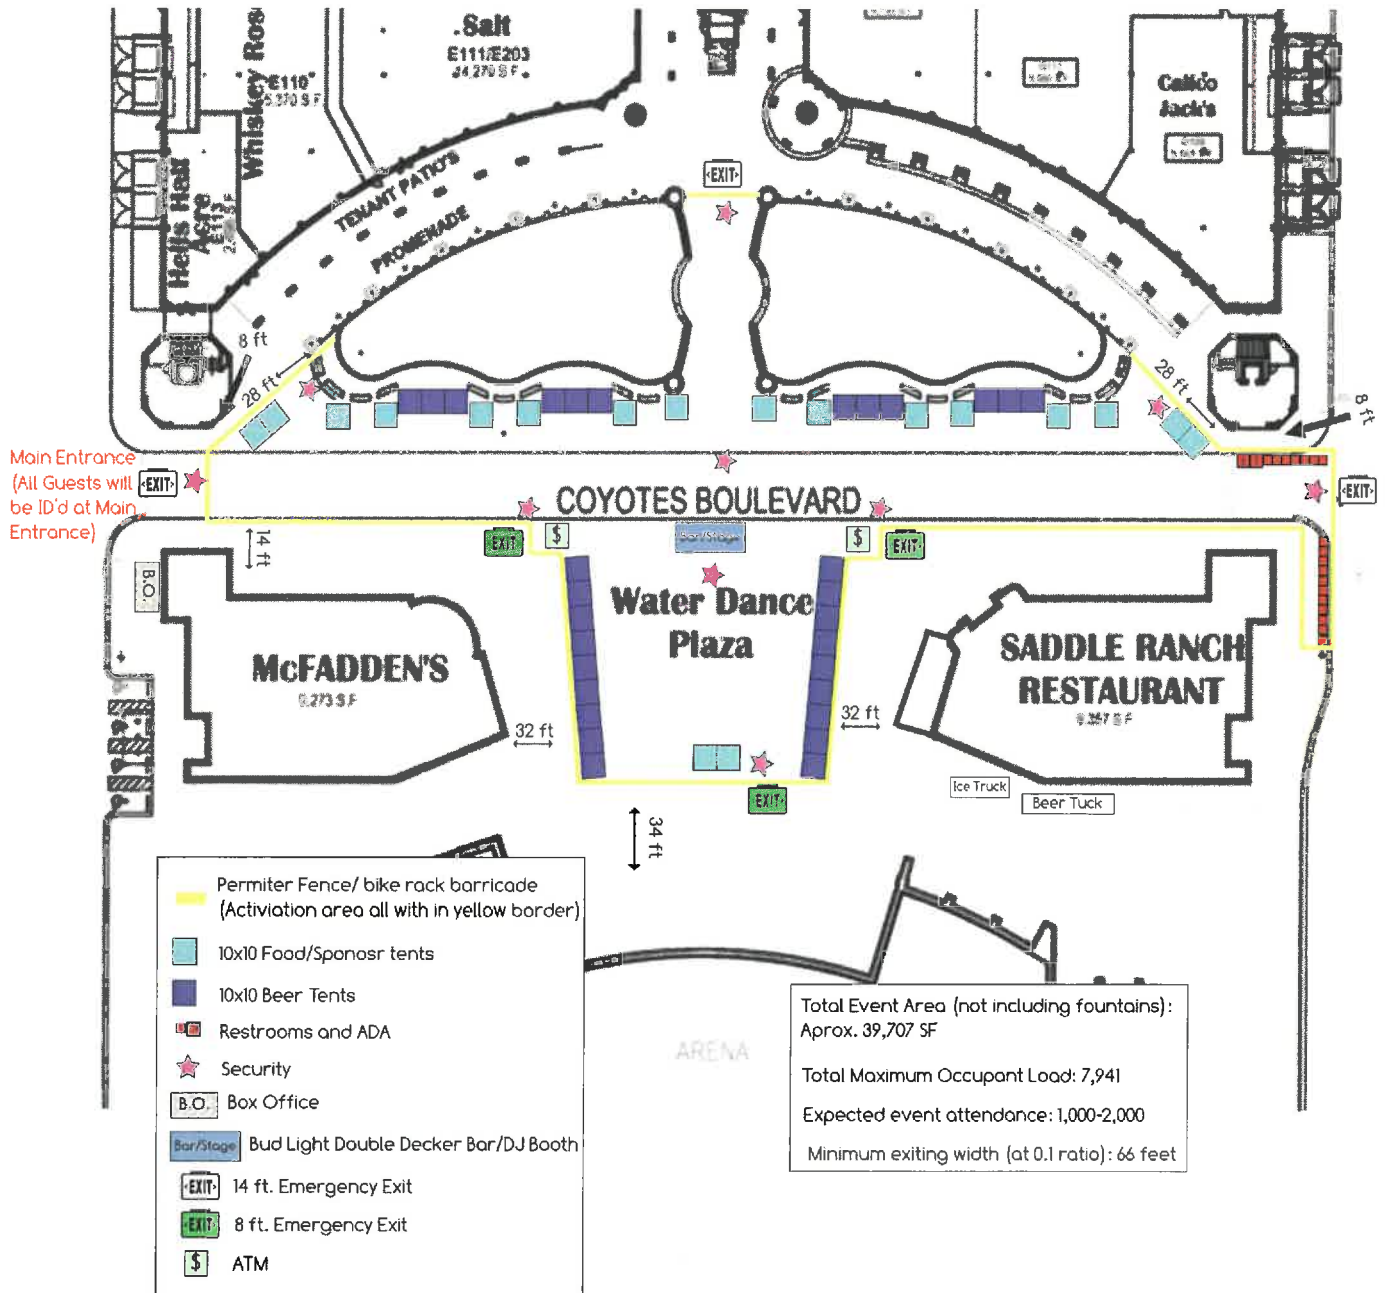 Salt
E111/E203
24,270 S F
Whiskey Ros
E110
5,370 S F
Hells Half
Acre
E113
Calico
Jack's
TENANT PATIO'S
PROMENADE
<EXIT>
8 ft
28 ft
28 ft
8 ft
Main Entrance
(All Guests will
be ID'd at Main
Entrance)
<EXIT>
<EXIT>
COYOTES BOULEVARD
14 ft
EXIT
$
Bar/Stage
$
EXIT
B.O.
Water Dance
Plaza
McFADDEN'S
9,273 S F
SADDLE RANCH
RESTAURANT
32 ft
32 ft
EXIT
Ice Truck
Beer Tuck
34 ft
Permiter Fence/ bike rack barricade
(Activiation area all with in yellow border)
10x10 Food/Sponosr tents
10x10 Beer Tents
Restrooms and ADA
Security
B.O. Box Office
Bar/Stage Bud Light Double Decker Bar/DJ Booth
<EXIT> 14 ft. Emergency Exit
<EXIT> 8 ft. Emergency Exit
$ ATM
ARENA
Total Event Area (not including fountains):
Aprox. 39,707 SF
Total Maximum Occupant Load: 7,941
Expected event attendance: 1,000-2,000
Minimum exiting width (at 0.1 ratio): 66 feet